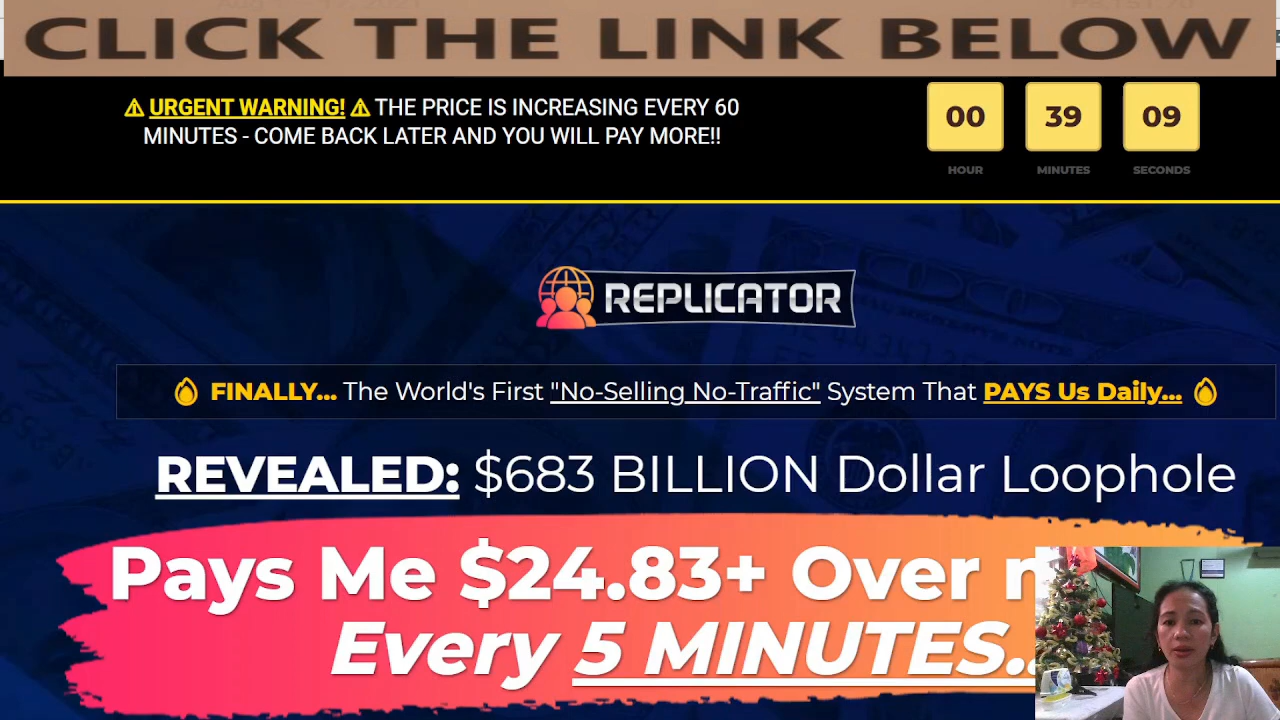 CLICK THE LINK BELOW
⚠ URGENT WARNING! ⚠ THE PRICE IS INCREASING EVERY 60
MINUTES - COME BACK LATER AND YOU WILL PAY MORE!!
00 39 09
HOUR MINUTES SECONDS
REPLICATOR
FINALLY... The World's First "No-Selling No-Traffic" System That PAYS Us Daily...
REVEALED: $683 BILLION Dollar Loophole
Pays Me $24.83+ Over
Every 5 MINUTES..